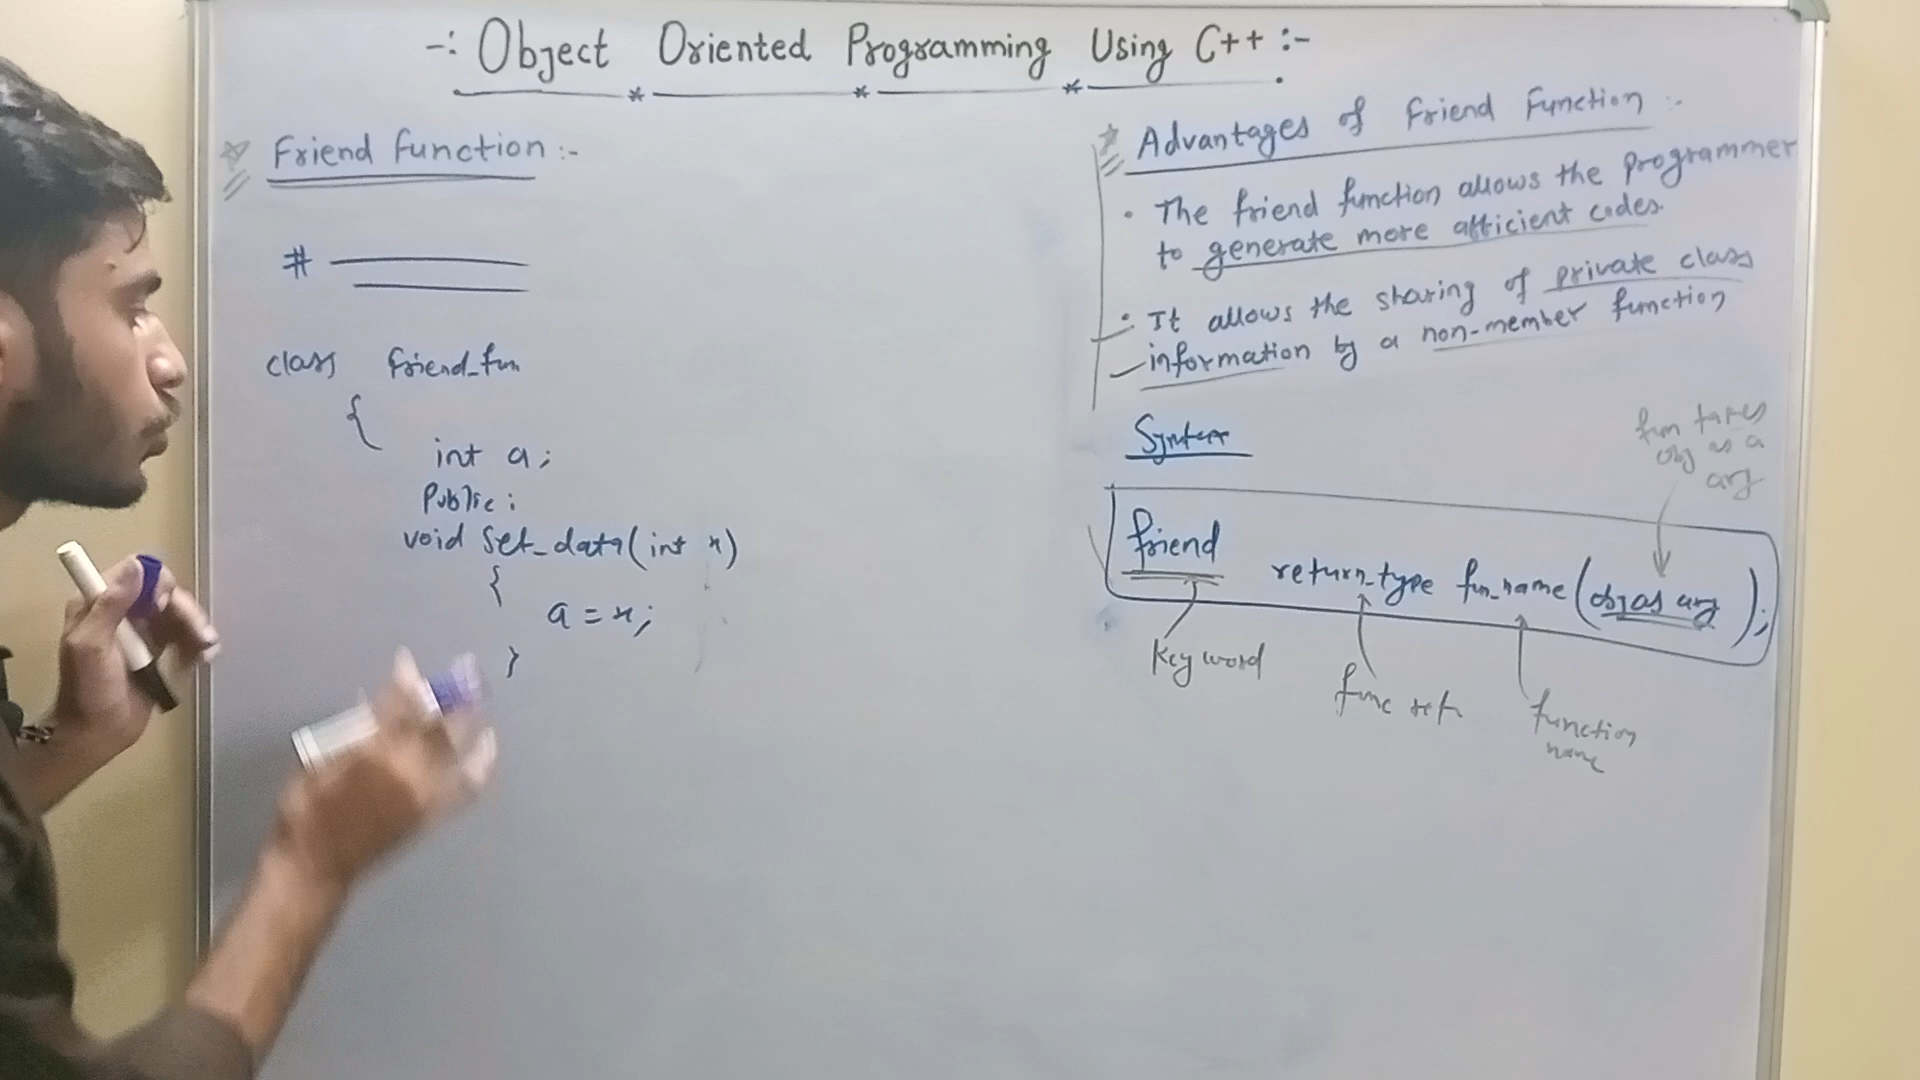 -: Object Oriented Programming Using C++ :-
Friend Function :-
#
class Friend_fun
{
int a;
Public:
void Set_data(int x)
{
a = x;
}
Advantages of Friend Function :-
• The friend function allows the programmer
to generate more afficient codes.
• It allows the sharing of private class
information by a non-member function
Syntax
fun takes
obj as a
arg
friend return_type fun_name (obj as arg);
Key word
func ret
function
name